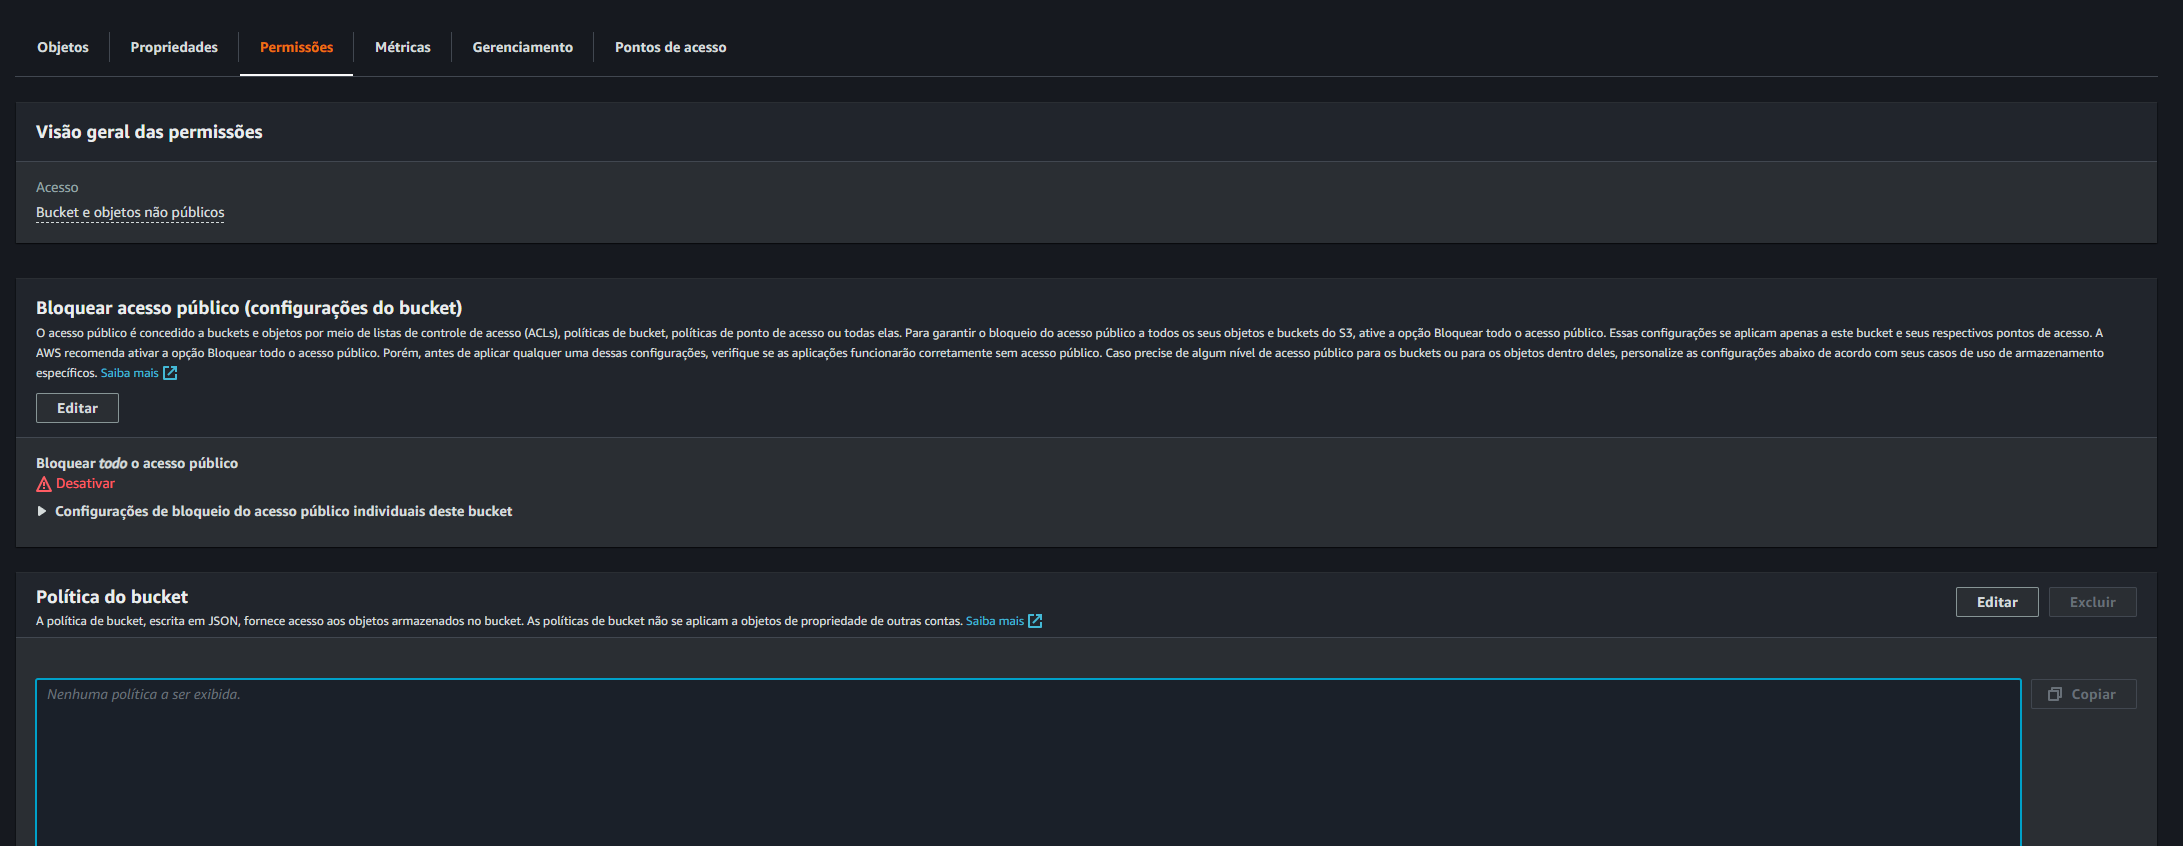 Objetos
Propriedades
Permissões
Métricas
Gerenciamento
Pontos de acesso
Visão geral das permissões
Acesso
Bucket e objetos não públicos
Bloquear acesso público (configurações do bucket)
O acesso público é concedido a buckets e objetos por meio de listas de controle de acesso (ACLs), políticas de bucket, políticas de ponto de acesso ou todas elas. Para garantir o bloqueio do acesso público a todos os seus objetos e buckets do S3, ative a opção Bloquear todo o acesso público. Essas configurações se aplicam apenas a este bucket e seus respectivos pontos de acesso. A
AWS recomenda ativar a opção Bloquear todo o acesso público. Porém, antes de aplicar qualquer uma dessas configurações, verifique se as aplicações funcionarão corretamente sem acesso público. Caso precise de algum nível de acesso público para os buckets ou para os objetos dentro deles, personalize as configurações abaixo de acordo com seus casos de uso de armazenamento
específicos. Saiba mais
Editar
Bloquear todo o acesso público
Desativar
Configurações de bloqueio do acesso público individuais deste bucket
Política do bucket
A política de bucket, escrita em JSON, fornece acesso aos objetos armazenados no bucket. As políticas de bucket não se aplicam a objetos de propriedade de outras contas. Saiba mais
Editar
Excluir
Nenhuma política a ser exibida.
Copiar